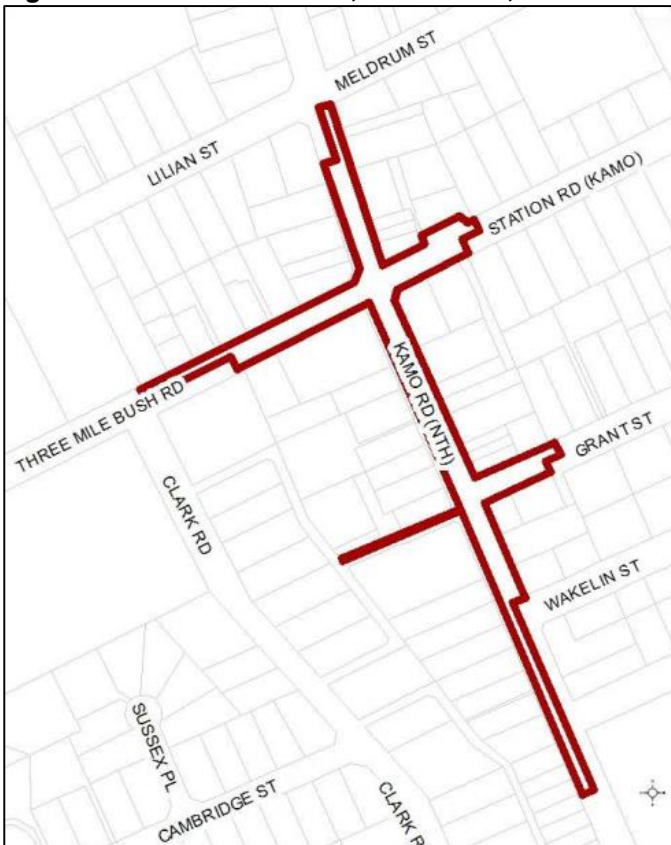 MELDRUM ST
LILIAN ST
STATION RD (KAMO)
KAMO RD (NTH)
THREE MILE BUSH RD
GRANT ST
CLARK RD
WAKELIN ST
SUSSEX PL
CAMBRIDGE ST
CLARK R